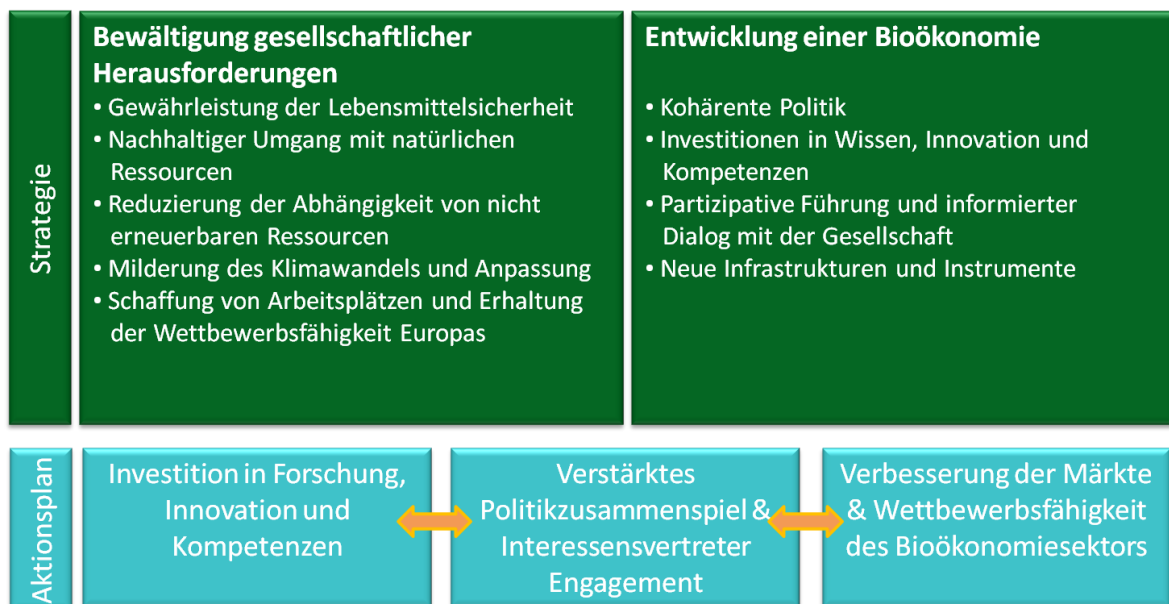 Strategie
Bewältigung gesellschaftlicher
Herausforderungen
• Gewährleistung der Lebensmittelsicherheit
• Nachhaltiger Umgang mit natürlichen
Ressourcen
• Reduzierung der Abhängigkeit von nicht
erneuerbaren Ressourcen
• Milderung des Klimawandels und Anpassung
• Schaffung von Arbeitsplätzen und Erhaltung
der Wettbewerbsfähigkeit Europas
Entwicklung einer Bioökonomie
• Kohärente Politik
• Investitionen in Wissen, Innovation und
Kompetenzen
• Partizipative Führung und informierter
Dialog mit der Gesellschaft
• Neue Infrastrukturen und Instrumente
Aktionsplan
Investition in Forschung,
Innovation und
Kompetenzen
Verstärktes
Politikzusammenspiel &
Interessensvertreter
Engagement
Verbesserung der Märkte
& Wettbewerbsfähigkeit
des Bioökonomiesektors